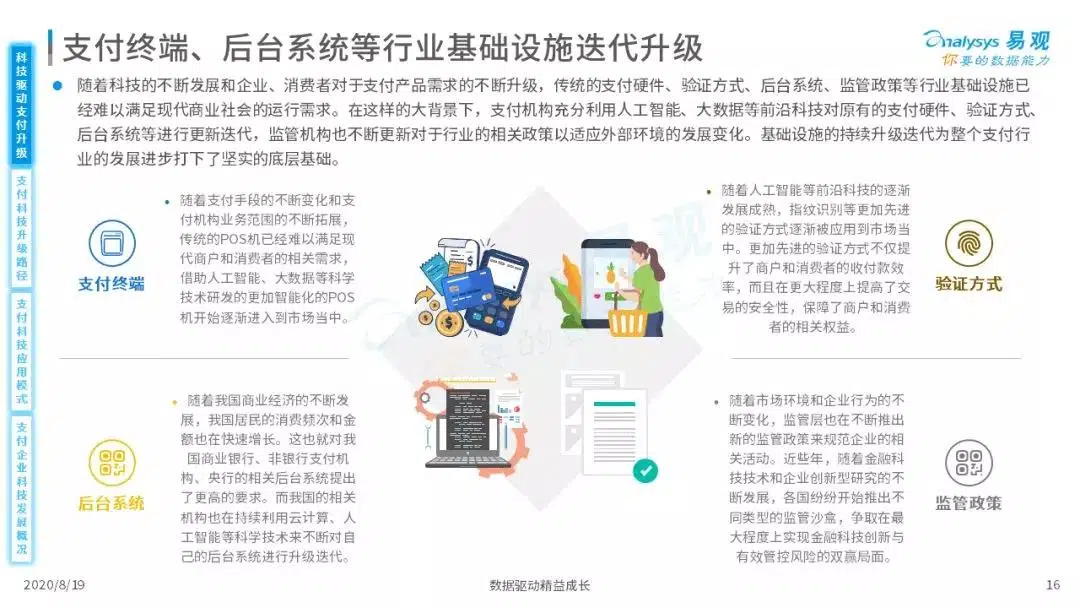 支付终端、后台系统等行业基础设施迭代升级
analysys 易观
你要的数据能力
随着科技的不断发展和企业、消费者对于支付产品需求的不断升级，传统的支付硬件、验证方式、后台系统、监管政策等行业基础设施已
经难以满足现代商业社会的运行需求。在这样的大背景下，支付机构充分利用人工智能、大数据等前沿科技对原有的支付硬件、验证方式、
后台系统等进行更新迭代，监管机构也不断更新对于行业的相关政策以适应外部环境的发展变化。基础设施的持续升级迭代为整个支付行
业的发展进步打下了坚实的底层基础。
科技驱动支付升级
支付科技升级路径
支付科技应用模式
支付企业科技发展概况
支付终端
随着支付手段的不断变化和支
付机构业务范围的不断拓展，
传统的POS机已经难以满足现
代商户和消费者的相关需求，
借助人工智能、大数据等科学
技术研发的更加智能化的POS
机开始逐渐进入到市场当中。
随着人工智能等前沿科技的逐渐
发展成熟，指纹识别等更加先进
的验证方式逐渐被应用到市场当
中。更加先进的验证方式不仅提
升了商户和消费者的收付款效
率，而且在更大程度上提高了交
易的安全性，保障了商户和消费
者的相关权益。
验证方式
后台系统
随着我国商业经济的不断发
展，我国居民的消费频次和金
额也在快速增长。这也就对我
国商业银行、非银行支付机
构、央行的相关后台系统提出
了更高的要求。而我国的相关
机构也在持续利用云计算、人
工智能等科学技术来不断对自
己的后台系统进行升级迭代。
随着市场环境和企业行为的不
断变化，监管层也在不断推出
新的监管政策来规范企业的相
关活动。近些年，随着金融科
技技术和企业创新型研究的不
断发展，各国纷纷开始推出不
同类型的监管沙盒，争取在最
大程度上实现金融科技创新与
有效管控风险的双赢局面。
监管政策
2020/8/19
数据驱动精益成长
16